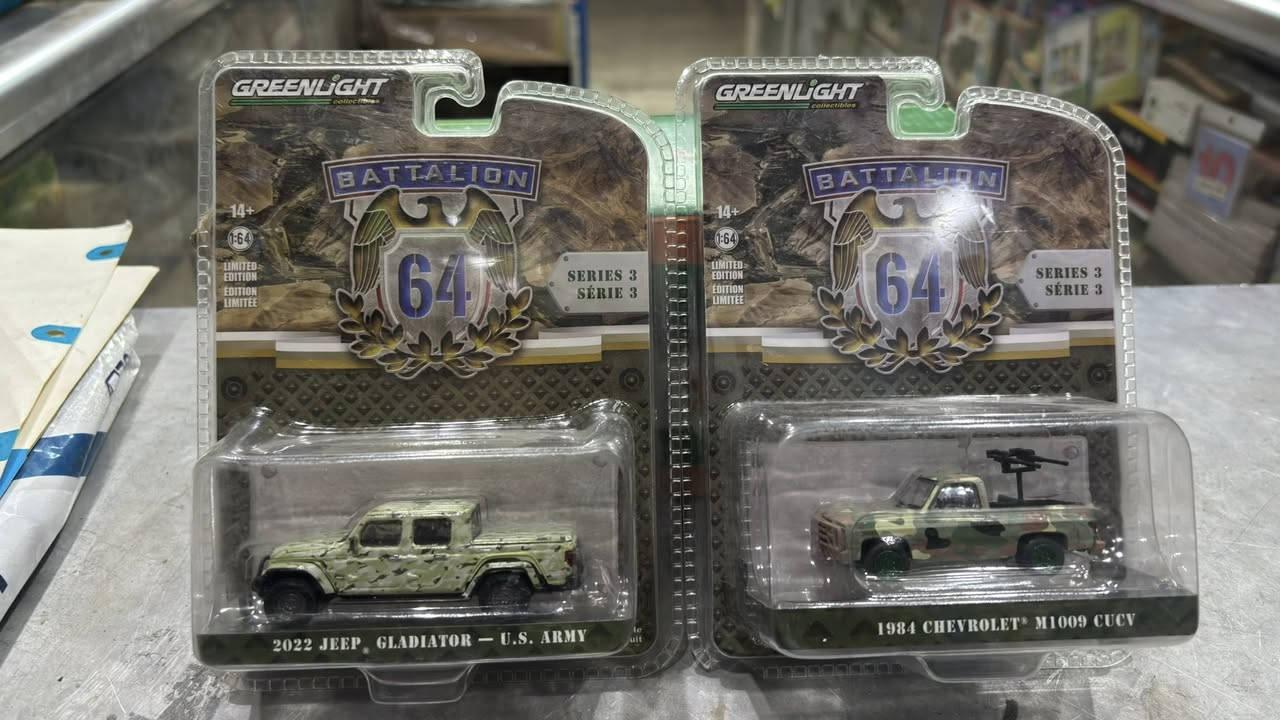 GREENLIGHT
collectibles
BATTALION
64
14+
1:64
LIMITED
EDITION
ÉDITION
LIMITÉE
SERIES 3
SÉRIE 3
2022 JEEP® GLADIATOR — U.S. ARMY
GREENLIGHT
collectibles
BATTALION
64
14+
1:64
LIMITED
EDITION
ÉDITION
LIMITÉE
SERIES 3
SÉRIE 3
1984 CHEVROLET® M1009 CUCV